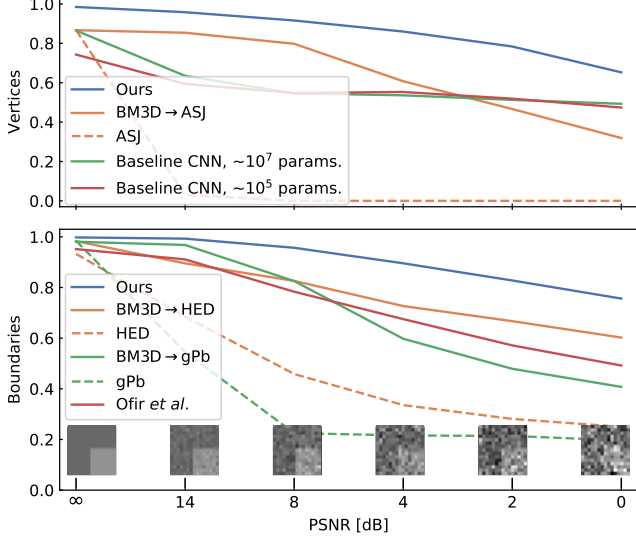 1.0
0.8
0.6
0.4
0.2
0.0
Vertices
Ours
BM3D→ASJ
ASJ
Baseline CNN, ~10⁷ params.
Baseline CNN, ~10⁵ params.
1.0
0.8
0.6
0.4
0.2
0.0
Boundaries
Ours
BM3D→HED
HED
BM3D→gPb
gPb
Ofir et al.
∞ 14 8 4 2 0
PSNR [dB]